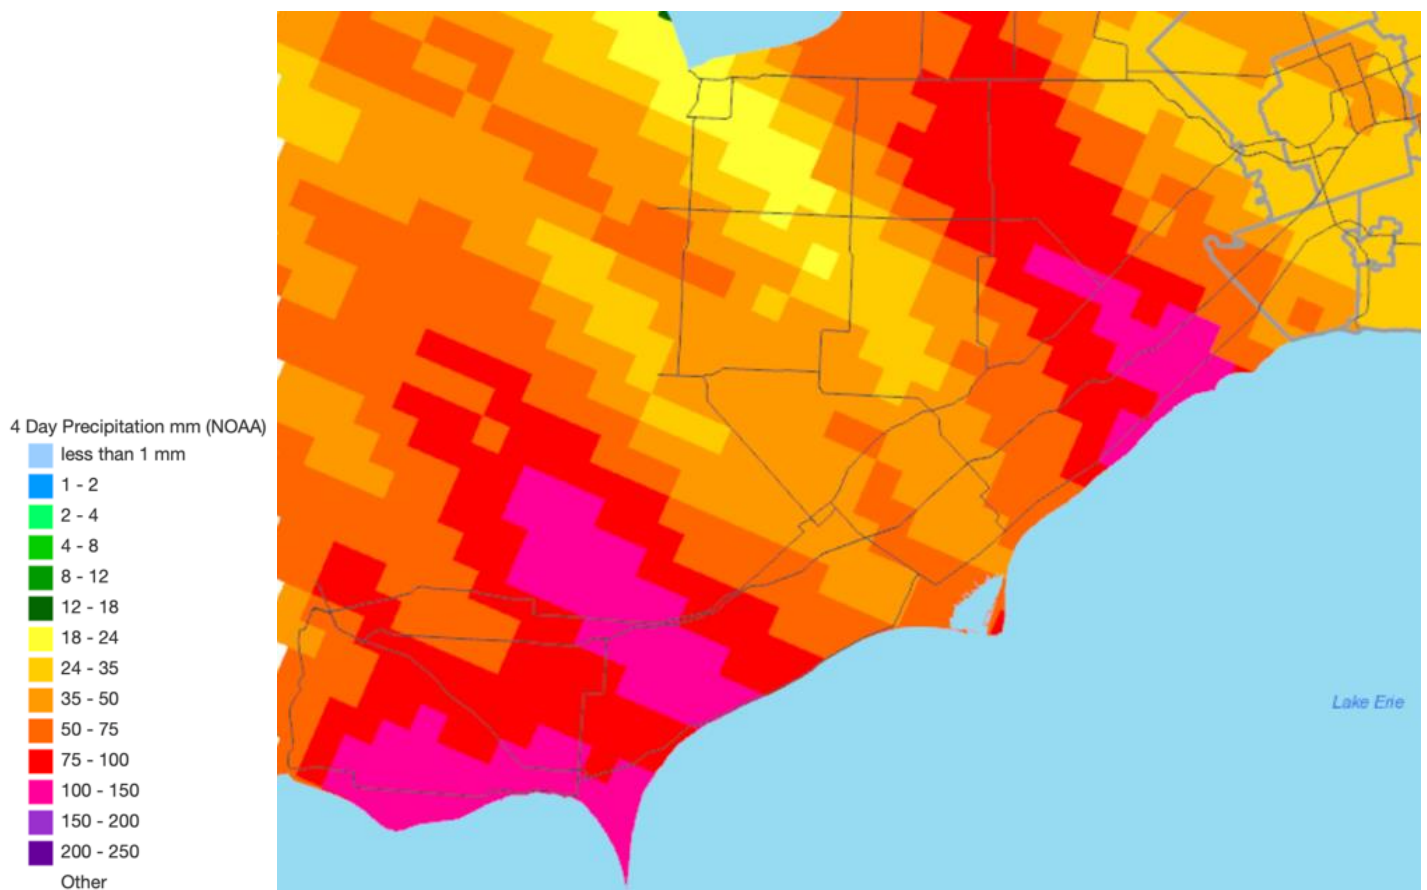 4 Day Precipitation mm (NOAA)
less than 1 mm
1 - 2
2 - 4
4 - 8
8 - 12
12 - 18
18 - 24
24 - 35
35 - 50
50 - 75
75 - 100
100 - 150
150 - 200
200 - 250
Other
Lake Erie